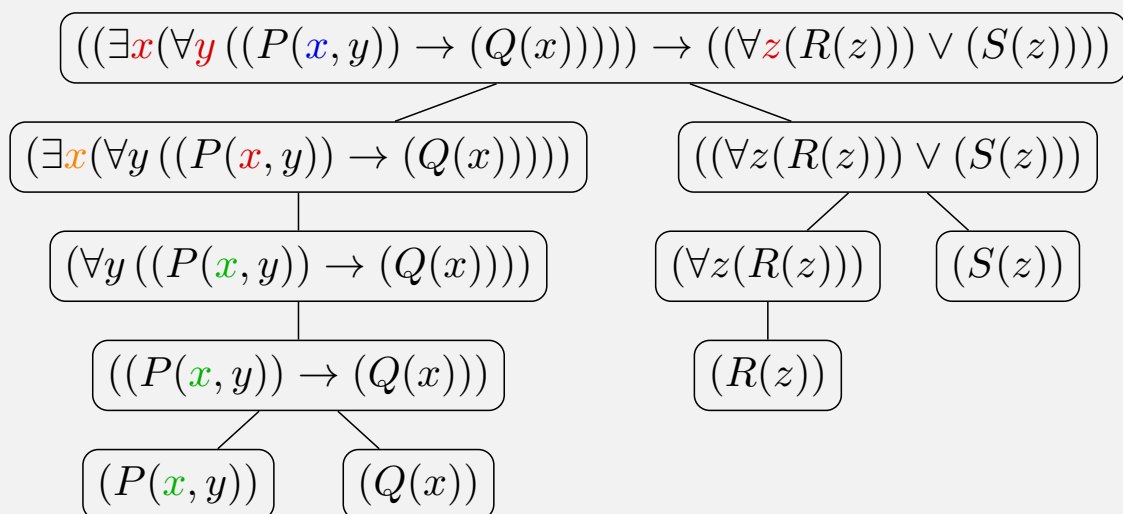 ((∃x(∀y ((P(x, y)) → (Q(x))))) → ((∀z(R(z))) ∨ (S(z))))
(∃x(∀y ((P(x, y)) → (Q(x))))) ((∀z(R(z))) ∨ (S(z)))
(∀y ((P(x, y)) → (Q(x)))) (∀z(R(z))) (S(z))
((P(x, y)) → (Q(x))) (R(z))
(P(x, y)) (Q(x))